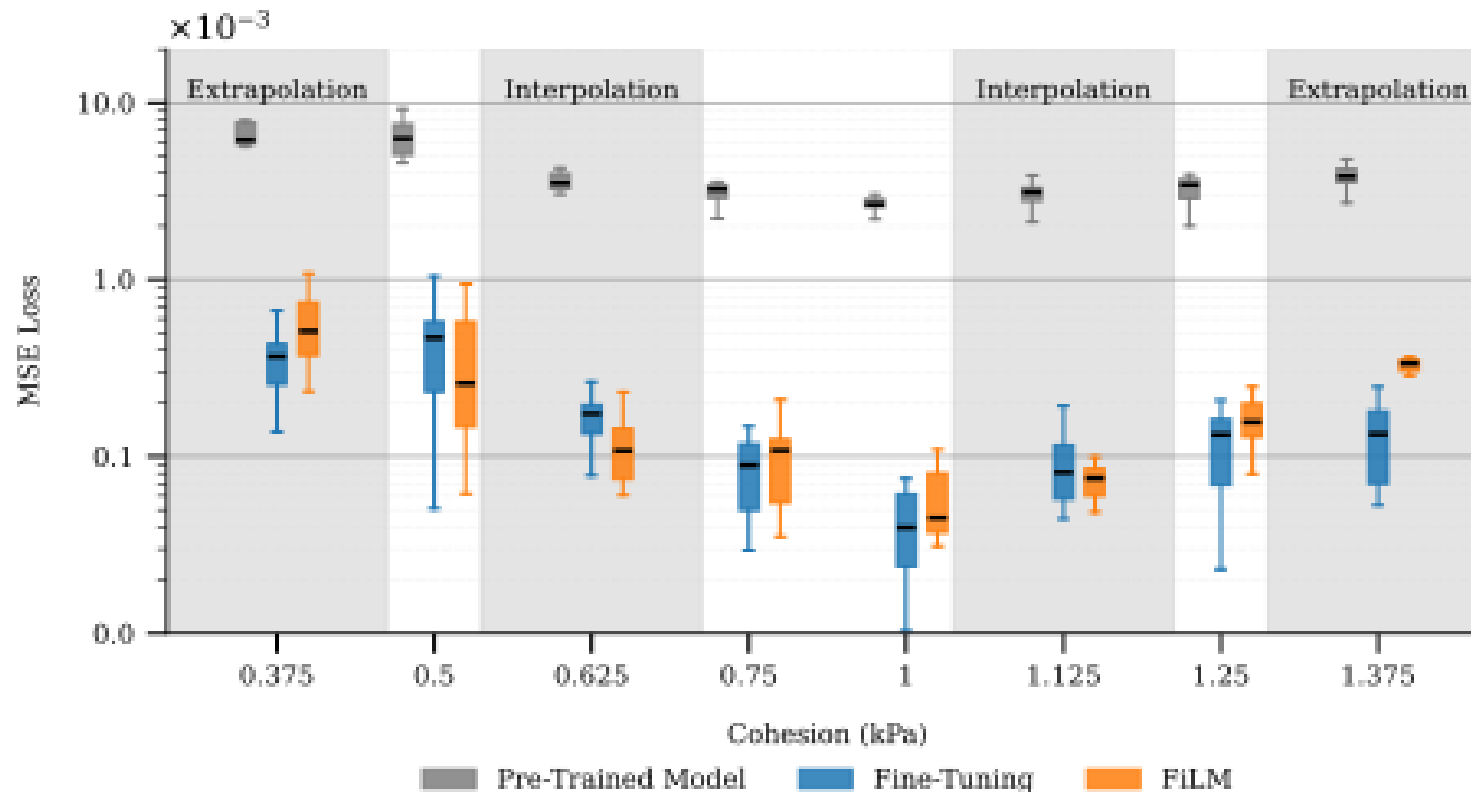 ×10⁻³
Extrapolation Interpolation Interpolation Extrapolation
10.0
1.0
0.1
0.0
MSE Loss
0.375 0.5 0.625 0.75 1 1.125 1.25 1.375
Cohesion (kPa)
Pre-Trained Model Fine-Tuning FiLM